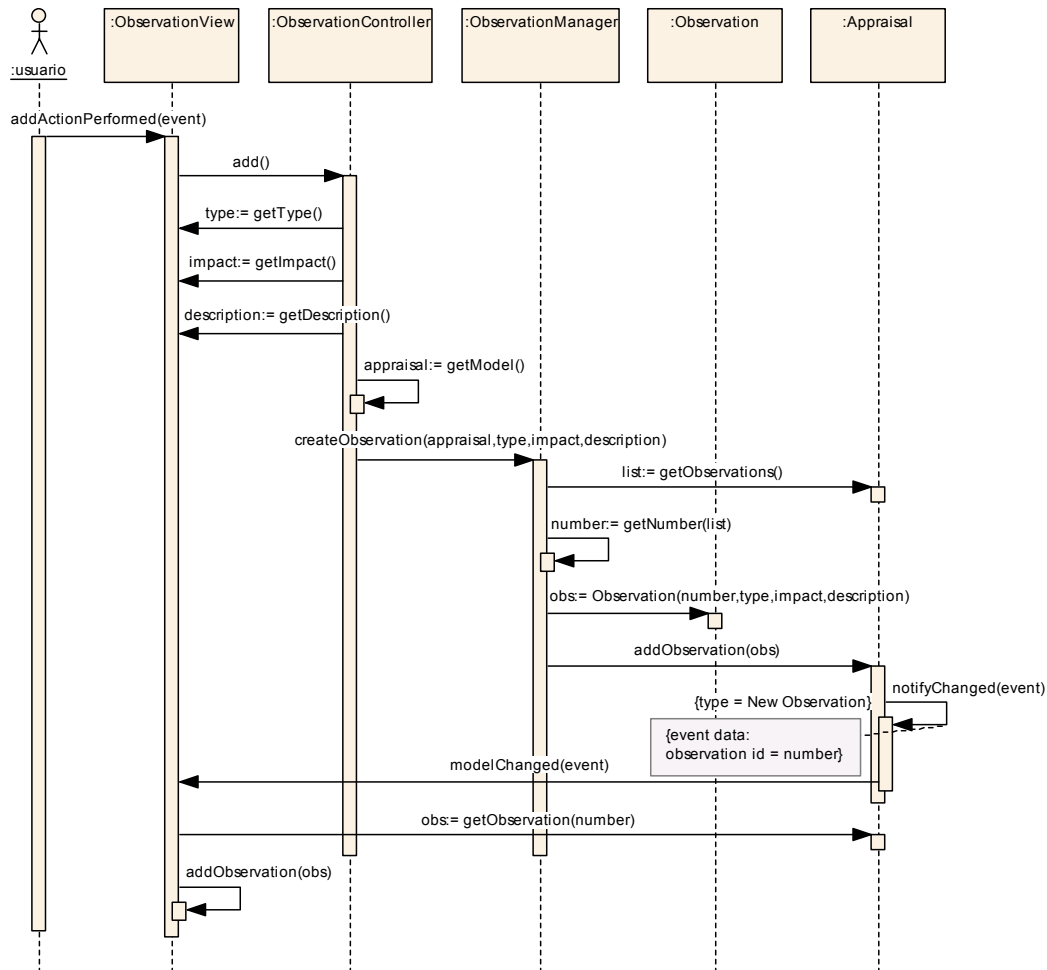 :usuario
:ObservationView
:ObservationController
:ObservationManager
:Observation
:Appraisal
addActionPerformed(event)
add()
type:= getType()
impact:= getImpact()
description:= getDescription()
appraisal:= getModel()
createObservation(appraisal,type,impact,description)
list:= getObservations()
number:= getNumber(list)
obs:= Observation(number,type,impact,description)
addObservation(obs)
notifyChanged(event)
{type = New Observation}
{event data:
observation id = number}
modelChanged(event)
obs:= getObservation(number)
addObservation(obs)